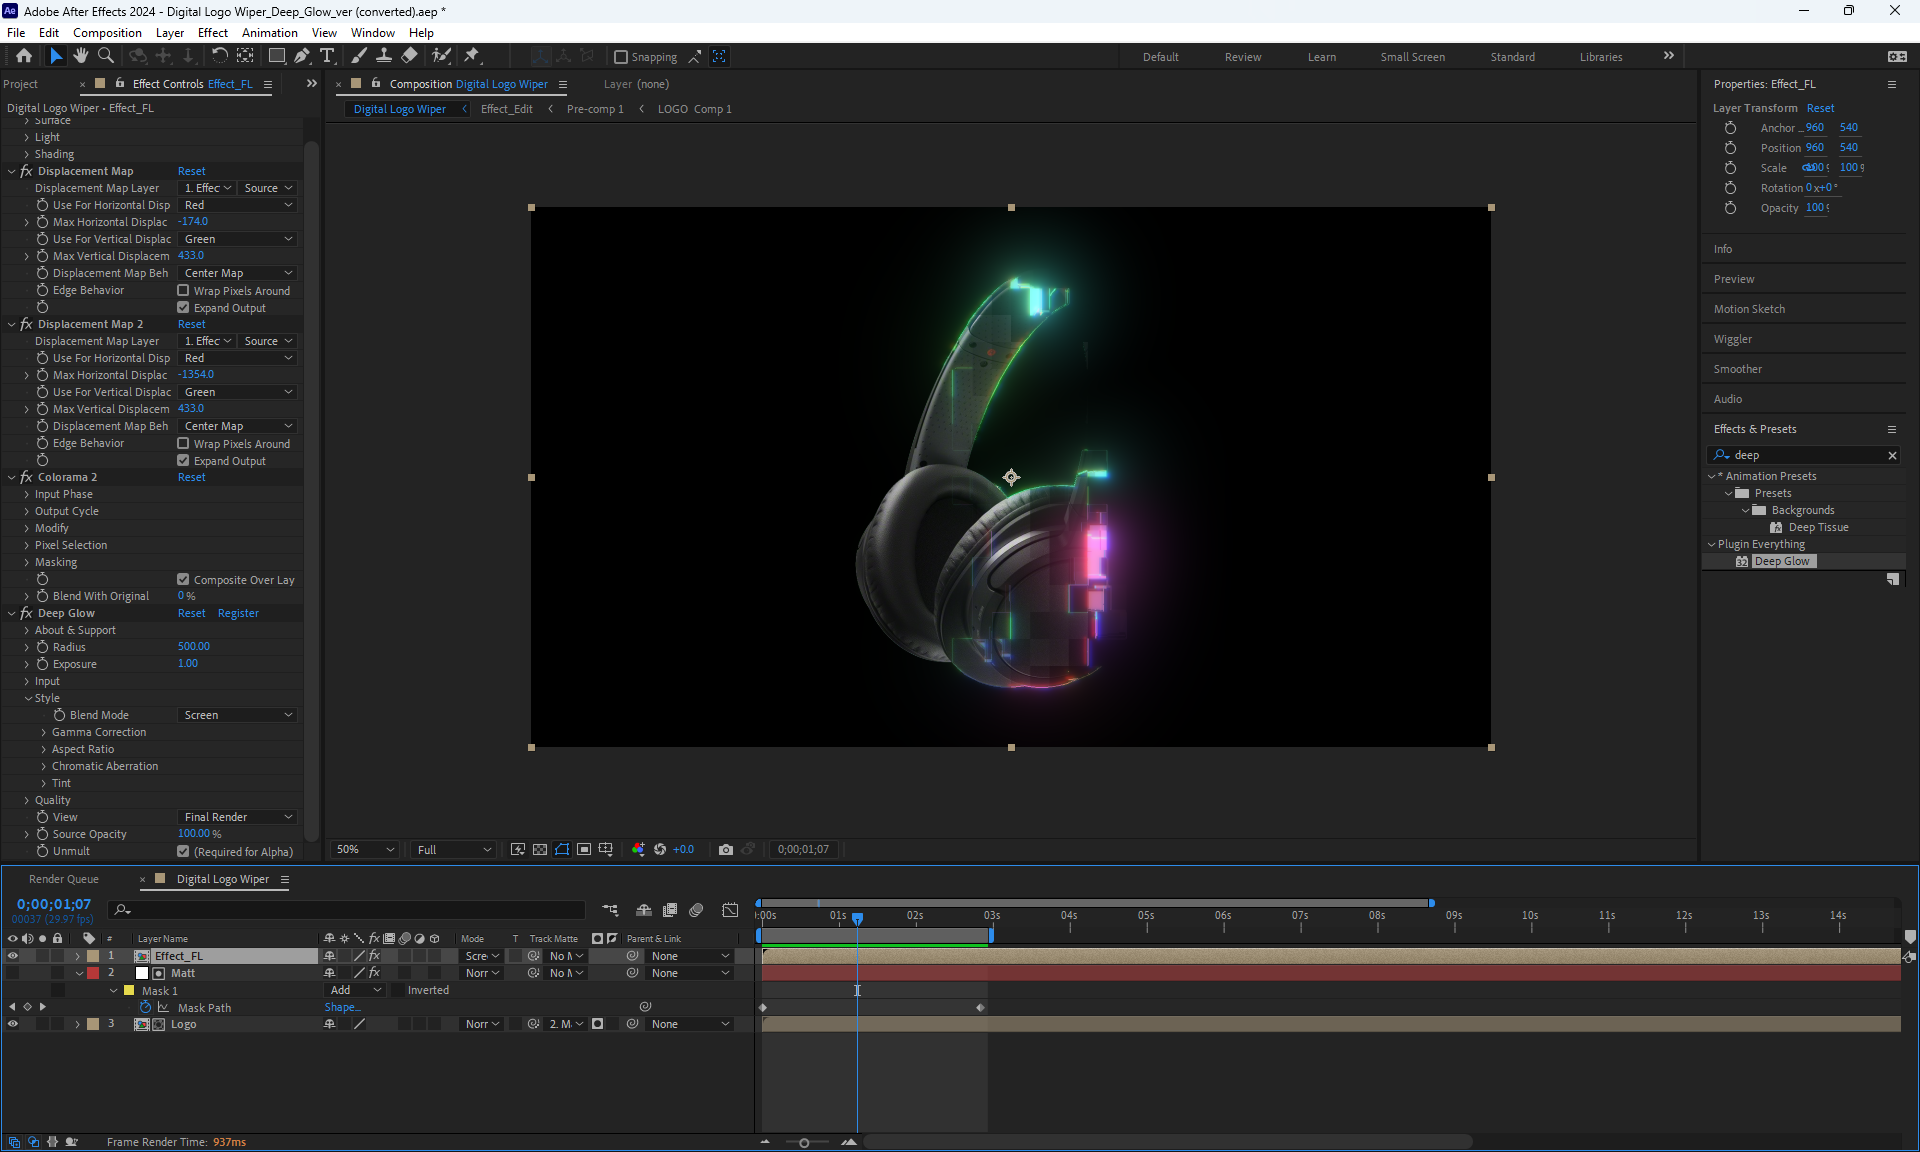 Adobe After Effects 2024 - Digital Logo Wiper_Deep_Glow_ver (converted).aep *
File Edit Composition Layer Effect Animation View Window Help
Snapping
Default Review Learn Small Screen Standard Libraries
Project
Effect Controls Effect_FL
Digital Logo Wiper • Effect_FL
Surface
Light
Shading
Displacement Map Reset
Displacement Map Layer 1. Effec Source
Use For Horizontal Disp Red
Max Horizontal Displac -174.0
Use For Vertical Displac Green
Max Vertical Displacem 433.0
Displacement Map Beh Center Map
Edge Behavior Wrap Pixels Around
Expand Output
Displacement Map 2 Reset
Displacement Map Layer 1. Effec Source
Use For Horizontal Disp Red
Max Horizontal Displac -1354.0
Use For Vertical Displac Green
Max Vertical Displacem 433.0
Displacement Map Beh Center Map
Edge Behavior Wrap Pixels Around
Expand Output
Colorama 2 Reset
Input Phase
Output Cycle
Modify
Pixel Selection
Masking
Composite Over Lay
Blend With Original 0 %
Deep Glow Reset Register
About & Support
Radius 500.00
Exposure 1.00
Input
Style
Blend Mode Screen
Gamma Correction
Aspect Ratio
Chromatic Aberration
Tint
Quality
View Final Render
Source Opacity 100.00 %
Unmult (Required for Alpha)
Composition Digital Logo Wiper
Layer (none)
Digital Logo Wiper Effect_Edit Pre-comp 1 LOGO Comp 1
50% Full +0.0 0;00;01;07
Properties: Effect_FL
Layer Transform Reset
Anchor ... 960 540
Position 960 540
Scale 100 100
Rotation 0x+0°
Opacity 100
Info
Preview
Motion Sketch
Wiggler
Smoother
Audio
Effects & Presets
deep
* Animation Presets
Presets
Backgrounds
Deep Tissue
Plugin Everything
32 Deep Glow
Render Queue
Digital Logo Wiper
0;00;01;07
00037 (29.97 fps)
# Layer Name Mode T Track Matte Parent & Link
:00s 01s 02s 03s 04s 05s 06s 07s 08s 09s 10s 11s 12s 13s 14s
1 Effect_FL Scre No M None
2 Matt Norr No M None
Mask 1 Add Inverted
Mask Path Shape...
3 Logo Norr 2. M None
Frame Render Time: 937ms